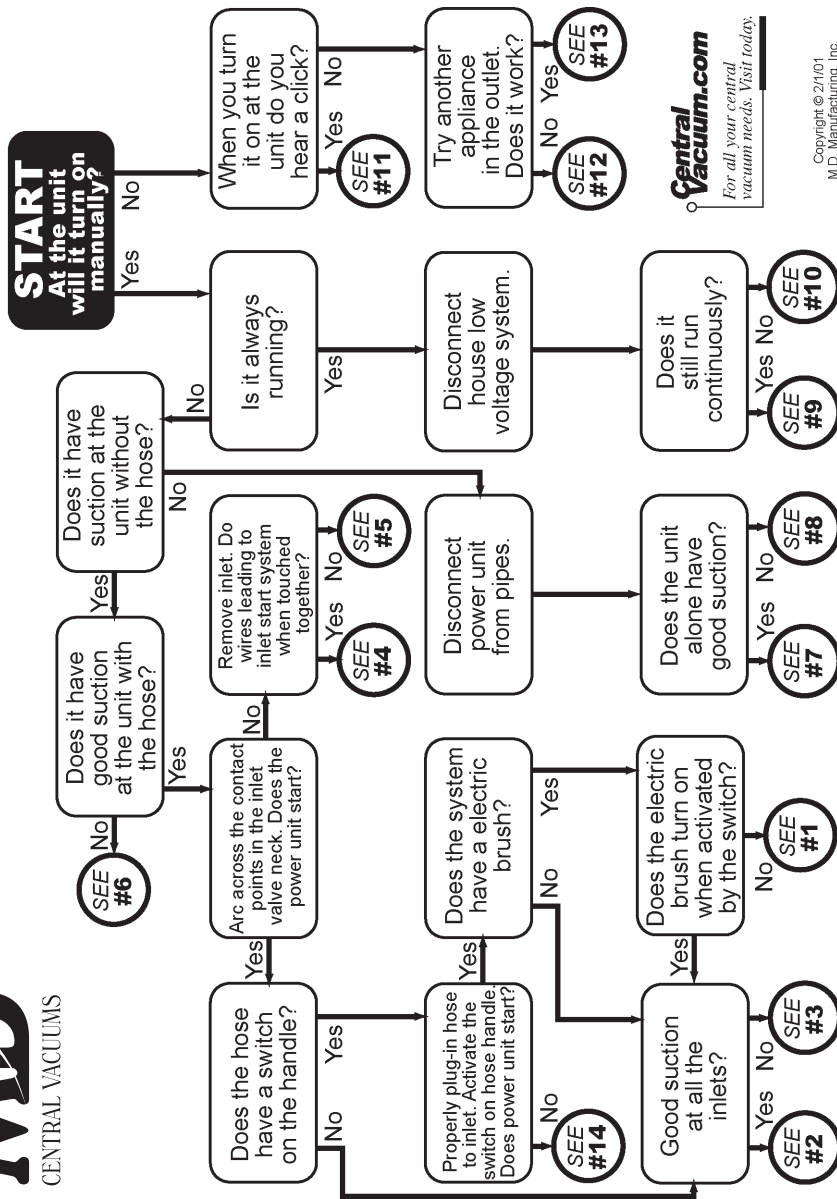 CENTRAL VACUUMS
START
At the unit
will it turn on
manually?
Yes
No
Does it have
suction at the
unit without
the hose?
Yes
No
Does it have
good suction
at the unit with
the hose?
No
Yes
SEE
#6
When you turn
it on at the
unit do you
hear a click?
Yes
No
SEE
#11
Is it always
running?
No
Yes
Remove inlet. Do
wires leading to
inlet start system
when touched
together?
Yes
No
SEE
#4
SEE
#5
Arc across the contact
points in the inlet
valve neck. Does the
power unit start?
No
Yes
Does the hose
have a switch
on the handle?
No
Yes
Try another
appliance
in the outlet.
Does it work?
No
Yes
SEE
#12
SEE
#13
Disconnect
house low
voltage system.
Disconnect
power unit
from pipes.
Does the system
have a electric
brush?
No
Yes
Properly plug-in hose
to inlet. Activate the
switch on hose handle.
Does power unit start?
Yes
No
SEE
#14
Does it
still run
continuously?
Yes
No
SEE
#9
SEE
#10
Does the unit
alone have
good suction?
Yes
No
SEE
#7
SEE
#8
Does the electric
brush turn on
when activated
by the switch?
Yes
No
SEE
#1
Good suction
at all the
inlets?
Yes
No
SEE
#2
SEE
#3
Central
Vacuum.com
For all your central
vacuum needs. Visit today.
Copyright © 2/1/01
M.D. Manufacturing, Inc.